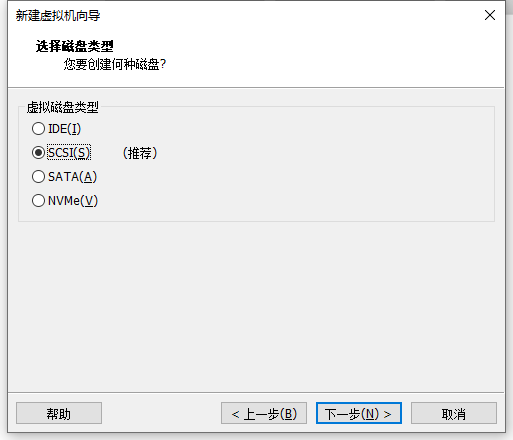 新建虚拟机向导
选择磁盘类型
您要创建何种磁盘?
虚拟磁盘类型
IDE(I)
SCSI(S) (推荐)
SATA(A)
NVMe(V)
帮助 < 上一步(B) 下一步(N) > 取消